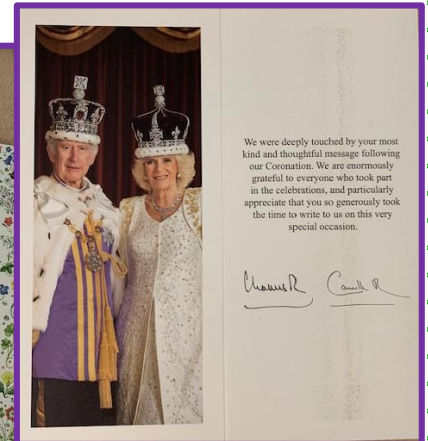 We were deeply touched by your most
kind and thoughtful message following
our Coronation. We are enormously
grateful to everyone who took part
in the celebrations, and particularly
appreciate that you so generously took
the time to write to us on this very
special occasion.
Charles R Camilla R